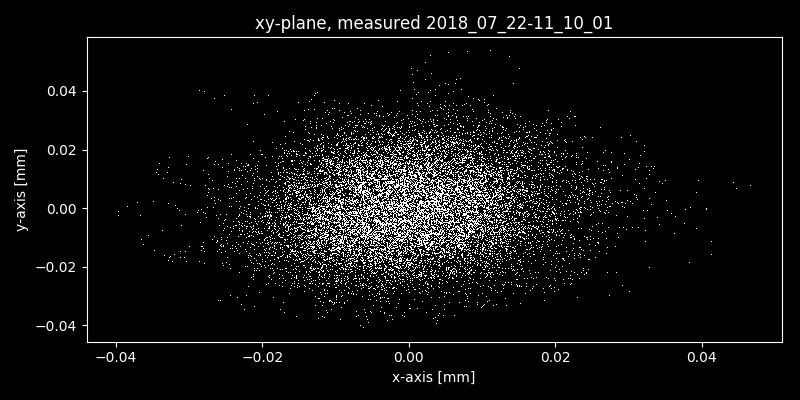 xy-plane, measured 2018_07_22-11_10_01
y-axis [mm]
0.04
0.02
0.00
−0.02
−0.04
−0.04 −0.02 0.00 0.02 0.04
x-axis [mm]